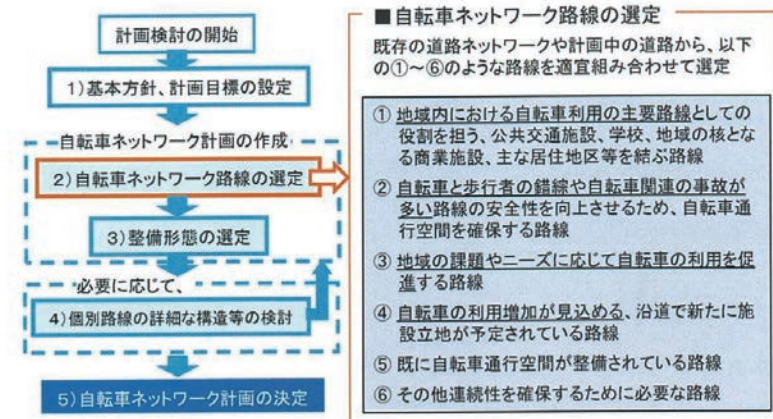 計画検討の開始
1)基本方針、計画目標の設定
自転車ネットワーク計画の作成
2)自転車ネットワーク路線の選定
3)整備形態の選定
必要に応じて、
4)個別路線の詳細な構造等の検討
5)自転車ネットワーク計画の決定
■自転車ネットワーク路線の選定
既存の道路ネットワークや計画中の道路から、以下
の①～⑥のような路線を適宜組み合わせて選定
① 地域内における自転車利用の主要路線としての
役割を担う、公共交通施設、学校、地域の核とな
る商業施設、主な居住地区等を結ぶ路線
② 自転車と歩行者の錯綜や自転車関連の事故が
多い路線の安全性を向上させるため、自転車通
行空間を確保する路線
③ 地域の課題やニーズに応じて自転車の利用を促
進する路線
④ 自転車の利用増加が見込める、沿道で新たに施
設立地が予定されている路線
⑤ 既に自転車通行空間が整備されている路線
⑥ その他連続性を確保するために必要な路線